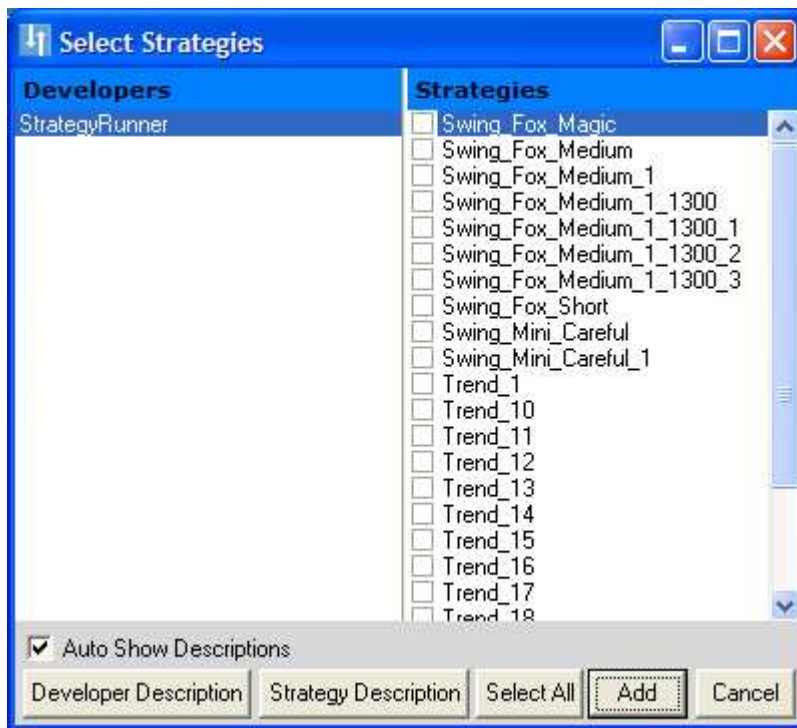 Select Strategies
Developers
StrategyRunner
Strategies
Swing_Fox_Magic
Swing_Fox_Medium
Swing_Fox_Medium_1
Swing_Fox_Medium_1_1300
Swing_Fox_Medium_1_1300_1
Swing_Fox_Medium_1_1300_2
Swing_Fox_Medium_1_1300_3
Swing_Fox_Short
Swing_Mini_Careful
Swing_Mini_Careful_1
Trend_1
Trend_10
Trend_11
Trend_12
Trend_13
Trend_14
Trend_15
Trend_16
Trend_17
Trend_18
Auto Show Descriptions
Developer Description Strategy Description Select All Add Cancel